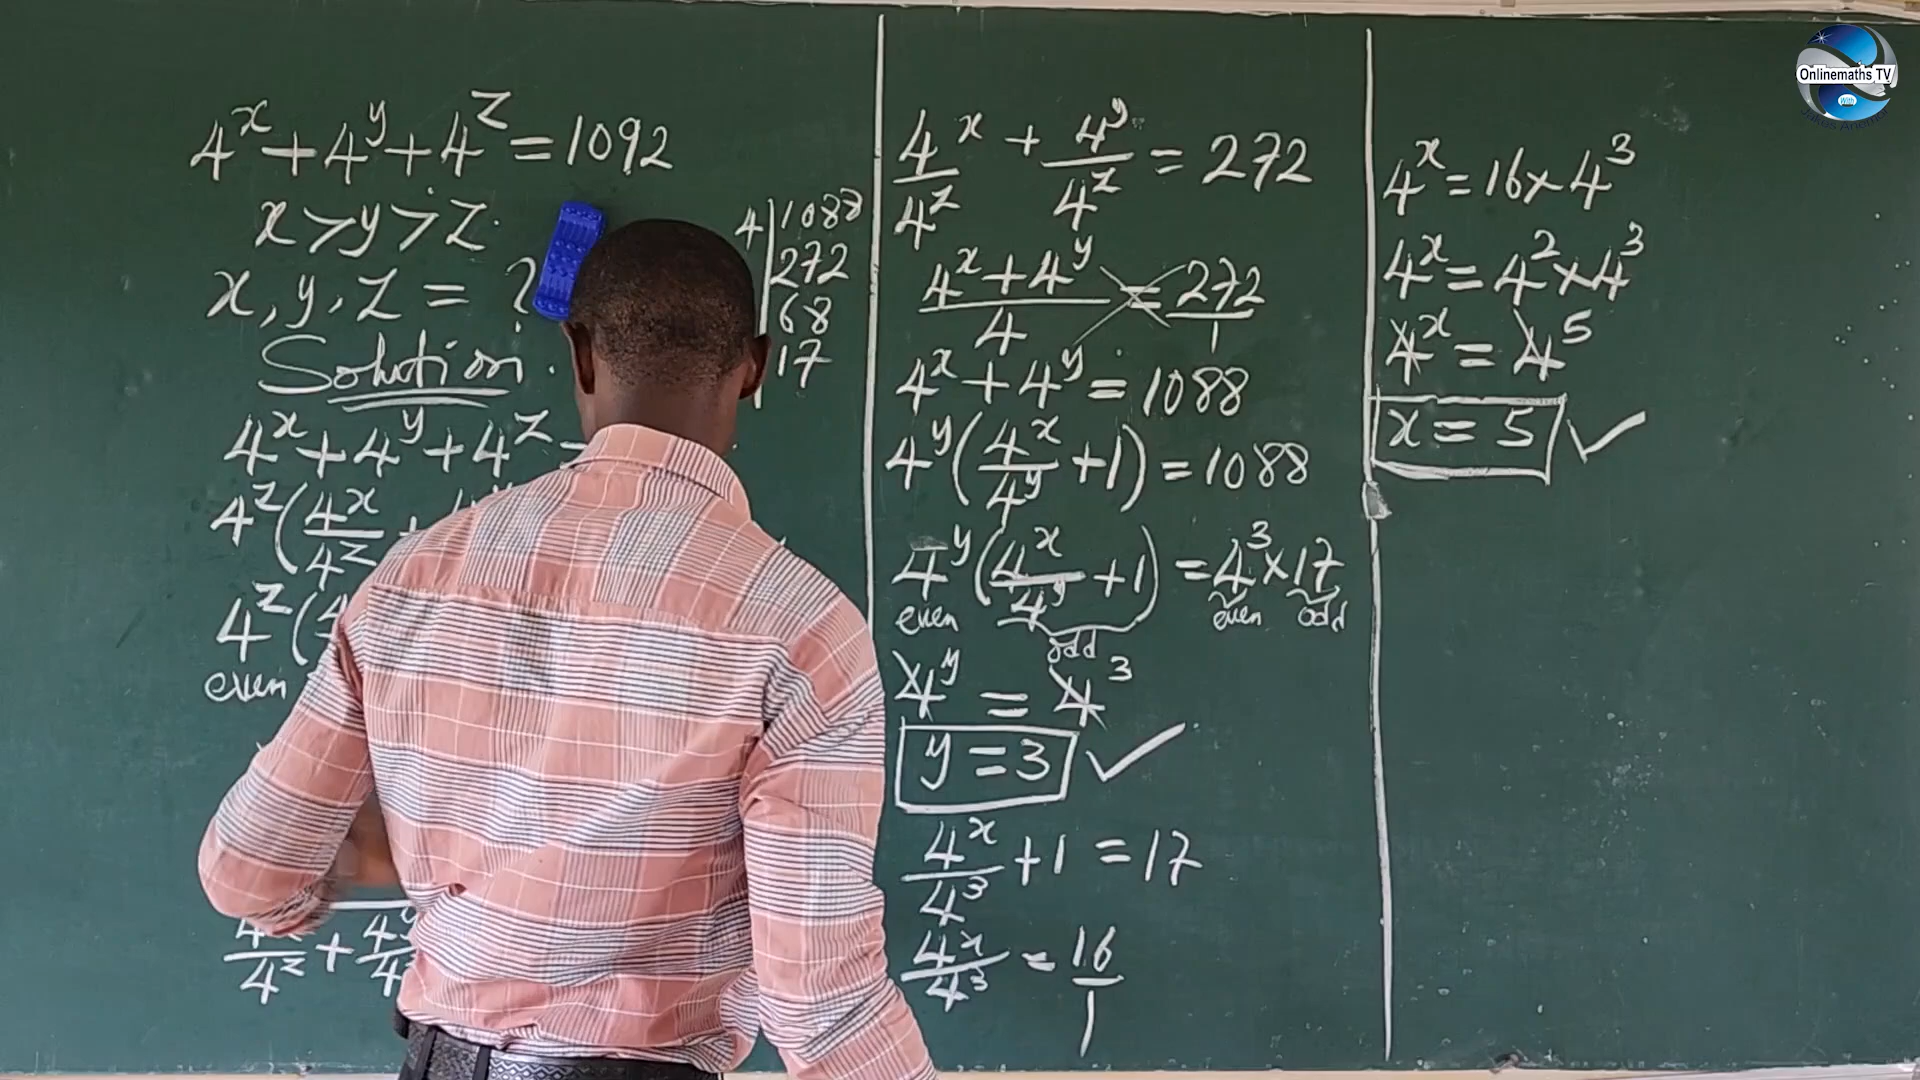 4^x + 4^y + 4^z = 1092
x > y > z.
x, y, z = ?
Solution.
4^x + 4^y + 4^z =
4^z (4^x/4^z +
4^z (
even
4^z + 4^y
4 | 1088
272
68
17
4^x/4^z + 4^y/4^z = 272
(4^x + 4^y)/4 = 272/1
4^x + 4^y = 1088
4^y (4^x/4^y + 1) = 1088
4^y (4^x/4^y + 1) = 4^3 × 17
even odd even odd
4^y = 4^3
y = 3 ✓
4^x/4^3 + 1 = 17
4^x/4^3 = 16/1
4^x = 16 × 4^3
4^x = 4^2 × 4^3
4^x = 4^5
x = 5 ✓
Onlinemaths TV